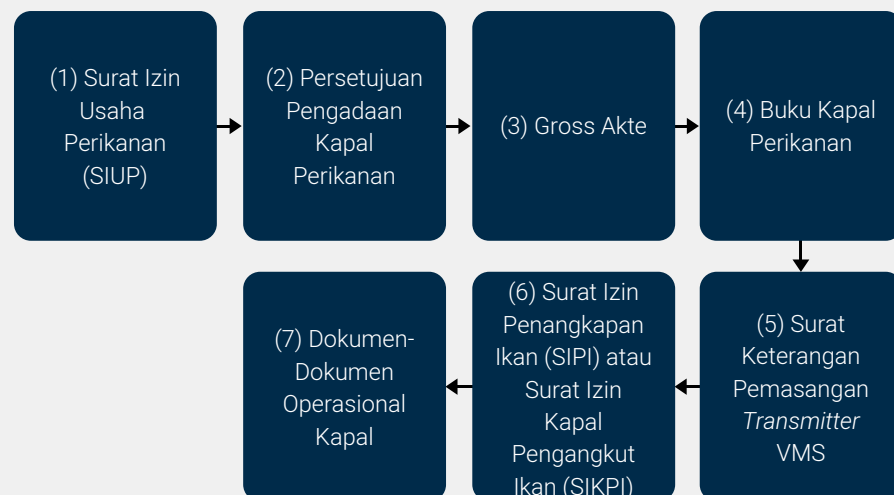 (1) Surat Izin
Usaha
Perikanan
(SIUP)
(2) Persetujuan
Pengadaan
Kapal
Perikanan
(3) Gross Akte
(4) Buku Kapal
Perikanan
(5) Surat
Keterangan
Pemasangan
Transmitter
VMS
(6) Surat Izin
Penangkapan
Ikan (SIPI) atau
Surat Izin
Kapal
Pengangkut
Ikan (SIKPI)
(7) Dokumen-
Dokumen
Operasional
Kapal